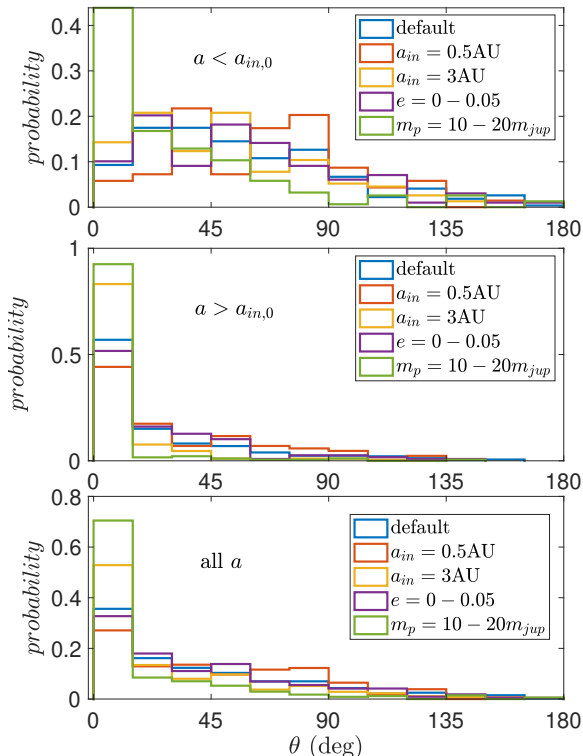 probability
0.4
0.3
0.2
0.1
0
a < a_{in,0}
default
a_{in} = 0.5AU
a_{in} = 3AU
e = 0 − 0.05
m_p = 10 − 20m_{jup}
0 45 90 135 180
probability
1
0.5
0
a > a_{in,0}
default
a_{in} = 0.5AU
a_{in} = 3AU
e = 0 − 0.05
m_p = 10 − 20m_{jup}
0 45 90 135 180
probability
0.8
0.6
0.4
0.2
0
all a
default
a_{in} = 0.5AU
a_{in} = 3AU
e = 0 − 0.05
m_p = 10 − 20m_{jup}
0 45 90 135 180
θ (deg)